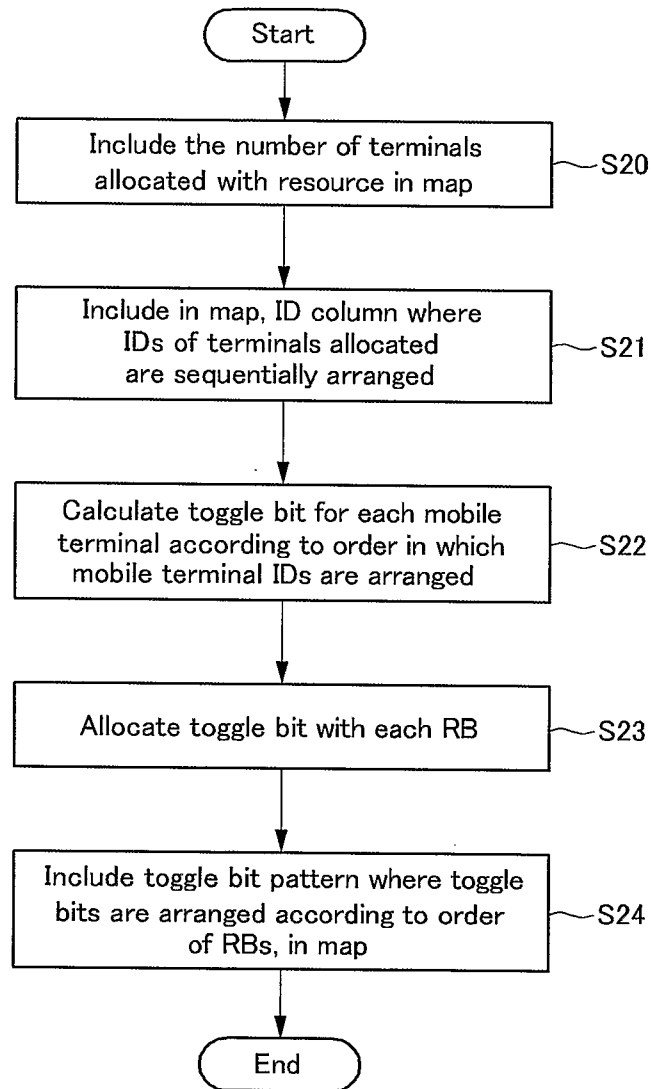 Start
Include the number of terminals
allocated with resource in map
S20
Include in map, ID column where
IDs of terminals allocated
are sequentially arranged
S21
Calculate toggle bit for each mobile
terminal according to order in which
mobile terminal IDs are arranged
S22
Allocate toggle bit with each RB
S23
Include toggle bit pattern where toggle
bits are arranged according to order
of RBs, in map
S24
End